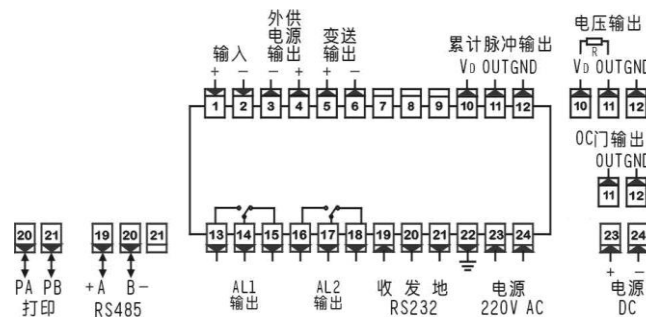 外供 电压输出
输入 电源 变送 累计脉冲输出 R
输出 输出 VD OUTGND VD OUTGND
+ − − + + −
1 2 3 4 5 6 7 8 9 10 11 12 10 11 12
OC门输出
OUTGND
11 12
20 21 19 20 21 13 14 15 16 17 18 19 20 21 22 23 24 23 24
PA PB +A B− AL1 AL2 收 发 地 电源 + −
打印 RS485 输出 输出 RS232 220V AC 电源
DC